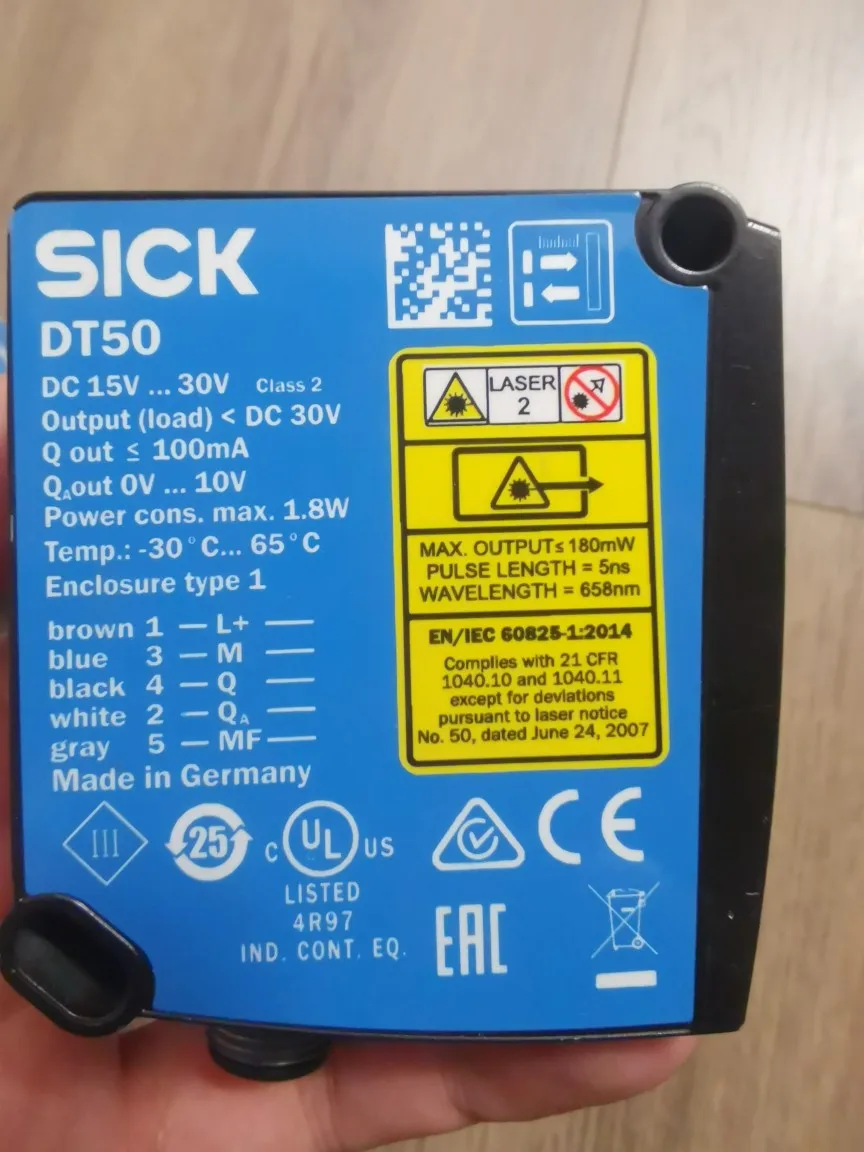 SICK
DT50
DC 15V ... 30V Class 2
Output (load) < DC 30V
Q out ≤ 100mA
QAout 0V ... 10V
Power cons. max. 1.8W
Temp.: -30°C... 65°C
Enclosure type 1
brown 1 — L+ —
blue 3 — M —
black 4 — Q —
white 2 — QA —
gray 5 — MF —
Made in Germany
LASER
2
MAX. OUTPUT≤ 180mW
PULSE LENGTH = 5ns
WAVELENGTH = 658nm
EN/IEC 60825-1:2014
Complies with 21 CFR
1040.10 and 1040.11
except for deviations
pursuant to laser notice
No. 50, dated June 24, 2007
III
25
C UL US
LISTED
4R97
IND. CONT. EQ.
CE
EAC